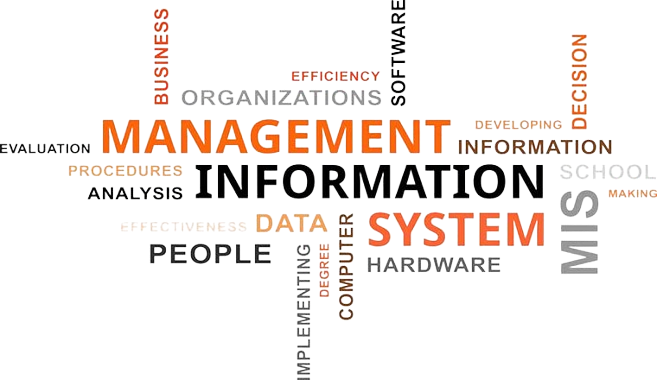 BUSINESS
SOFTWARE
EFFICIENCY
ORGANIZATIONS
DECISION
DEVELOPING
MANAGEMENT
EVALUATION
INFORMATION
PROCEDURES
INFORMATION
SCHOOL
ANALYSIS
MAKING
MIS
EFFECTIVENESS
DATA
SYSTEM
PEOPLE
IMPLEMENTING
DEGREE
COMPUTER
HARDWARE